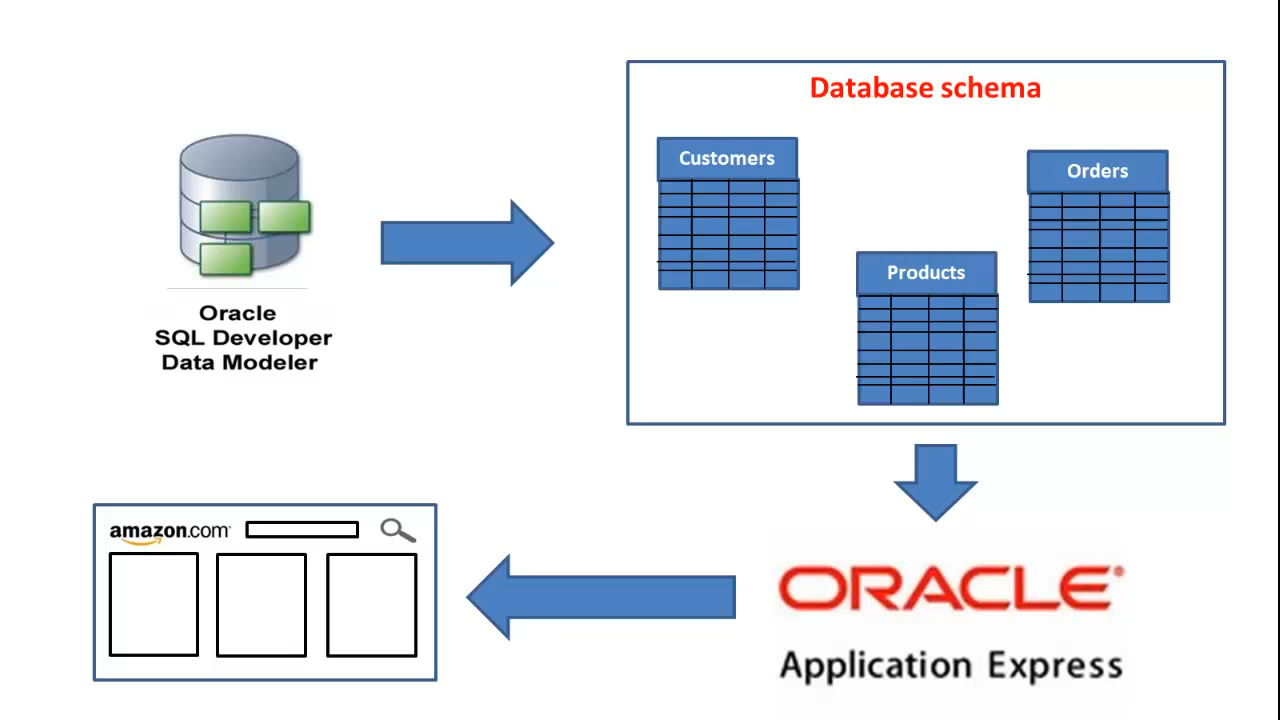 Database schema
Customers
Orders
Products
Oracle
SQL Developer
Data Modeler
amazon.com
ORACLE®
Application Express